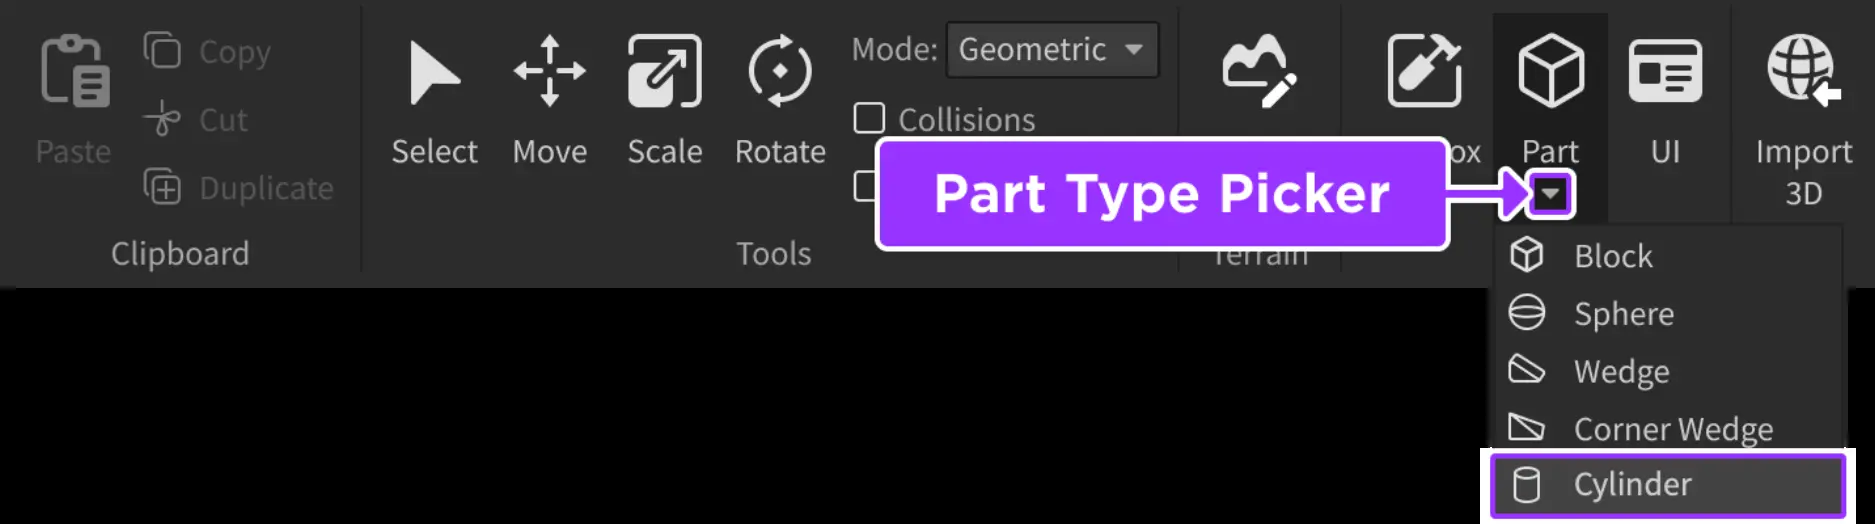 Paste
Copy
Cut
Duplicate
Clipboard
Select
Move
Scale
Rotate
Mode: Geometric
Collisions
Tools
Part Type Picker
Terrain
Part
UI
Import
3D
Block
Sphere
Wedge
Corner Wedge
Cylinder